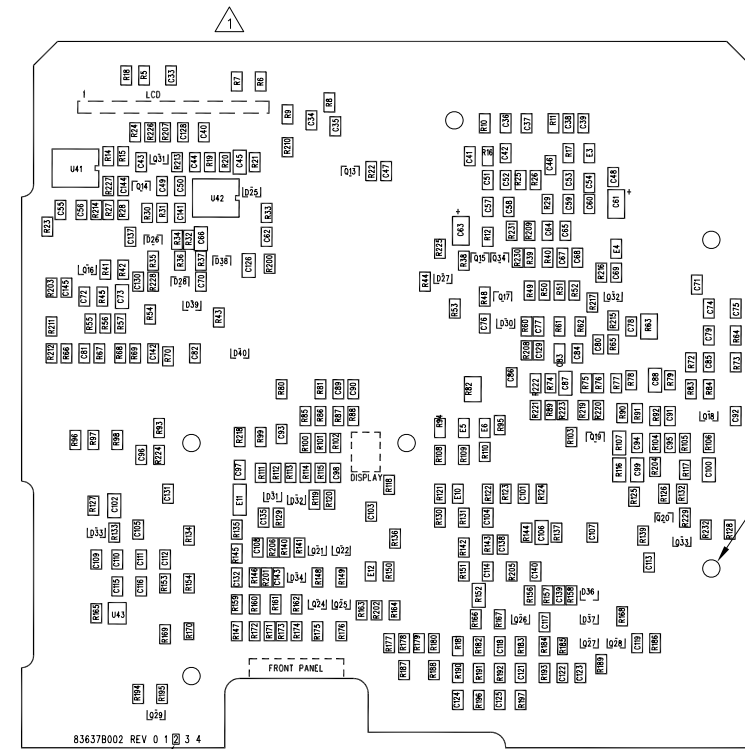 1
R18 R5 C33 R7 R6
LCD
1
R9 C34 R8 C35
R24 R226 R207 C128 C40 R210
R10 C36 C37 R11 C38 C39
U41 R14 R15 C43 Q31 R213 C44 R19 R20 C45 R21
C41 R16 C42 C46 R17 E3
R227 C144 Q14 C49 C50 U42 D25 Q13 R22 C47
C51 C52 R25 R26 C53 C54 C48
R23 C55 C56 R214 R27 R28 R30 R31 C141 R33
C57 C58 R29 C59 C60 C61 +
+ C63 R12 R231 R209 C64 C65
C137 D26 R34 R32 C66 C62
R225 R38 Q15 Q34 R230 R39 R40 C67 C68 E4
Q16 R41 R42 R35 R36 R37 D38 C126 R200
R216 C69
R203 C145 C72 R45 C73 C130 R228 D28 C70
R44 D27 C71
R48 Q17 R49 R50 R51 R52 R217 Q32
D39 R54 R43 R53 C74 C75
R211 R55 R56 R57
C76 D30 R60 C77 R61 R62 R215 C78 R63 C79 R64
R212 R66 C81 R67 R68 R69 C142 R70 C82 D40
R208 C129 C83 C84 C80 R65 R72 C85 R73
R80 R81 C89 C90
R82 C86 R222 R74 C87 R75 R76 R77 R78 C88 R79 R83 R84
R85 R86 R87 R88
R221 R89 R223 R219 R220 R90 R91 R92 C91 Q18 C92
R96 R97 R98 R93 R218 R99 C93 R100 R101 R102
R94 E5 E6 R95 R103 Q19 R107 C94 R104 C95 R105 R106
C96 R224 DISPLAY
R108 R109 R110
C97 R111 R112 R113 R114 R115 C98 R118
R116 C99 R204 R117 C100
R127 C102 C131 E11 D31 D32 R119 R120 C103
R121 E10 R122 R123 C101 R124 R125 R126 R132
C135 R129
R130 R131 C104 Q20 R229
D33 R133 C105 R134 R135 R136
R144 C106 R137 C107 R139 Q33 R232 R128
R145 C108 R206 R140 R141 Q21 Q22
R142 R143 C138
C109 C110 C111 C112 C113
C115 C116 R153 R154 C132 R146 R201 C143 D34 R148 R149 E12 R150
R151 C114 R205 C140
R165 U43 R159 R160 R161 R162 Q24 Q25 R163 R202 R164
R152 R156 R157 C139 R158 D36
R166 R167 Q26 C117 D37 R168
R169 R170 R147 R172 R171 R173 R174 R175 R176
R177 R178 R179 R180 R18 R182 C118 R183 R184 R185 Q27 Q28 C119 R186
FRONT PANEL
R187 R188 R190 R191 R192 C121 R193 C122 C123 R189
R194 R195
C124 R196 C125 R197
Q29
83637B002 REV 0 1 2 3 4